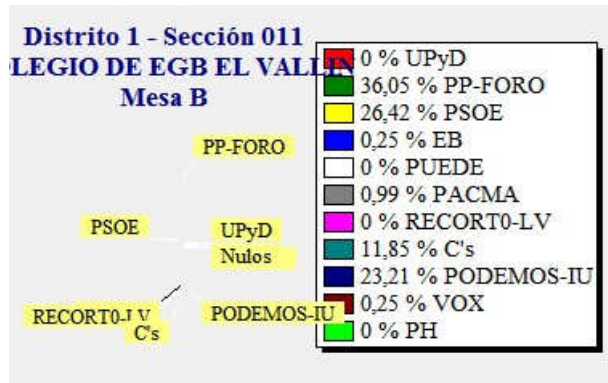 Distrito 1 - Sección 011
OLEGIO DE EGB EL VALLIN
Mesa B
PP-FORO
PSOE
UPyD
Nulos
RECORT0-LV
C's
PODEMOS-IU
0 % UPyD
36,05 % PP-FORO
26,42 % PSOE
0,25 % EB
0 % PUEDE
0,99 % PACMA
0 % RECORT0-LV
11,85 % C's
23,21 % PODEMOS-IU
0,25 % VOX
0 % PH